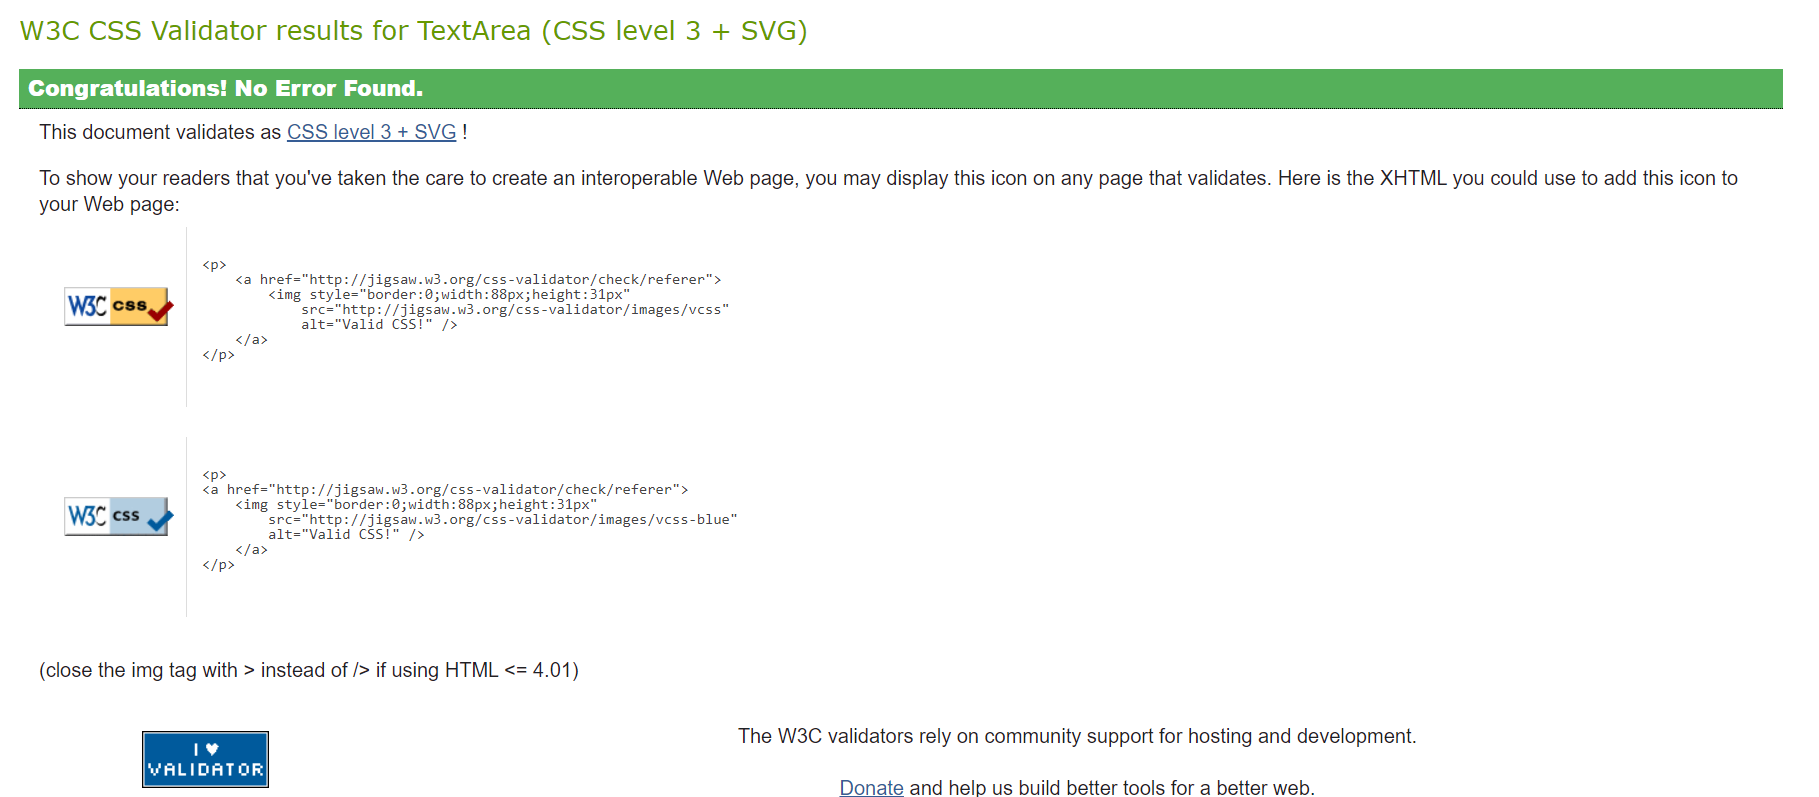 W3C CSS Validator results for TextArea (CSS level 3 + SVG)
Congratulations! No Error Found.
This document validates as CSS level 3 + SVG !
To show your readers that you've taken the care to create an interoperable Web page, you may display this icon on any page that validates. Here is the XHTML you could use to add this icon to
your Web page:
W3C css
<p>
    <a href="http://jigsaw.w3.org/css-validator/check/referer">
        <img style="border:0;width:88px;height:31px"
            src="http://jigsaw.w3.org/css-validator/images/vcss"
            alt="Valid CSS!" />
    </a>
</p>
W3C css
<p>
<a href="http://jigsaw.w3.org/css-validator/check/referer">
    <img style="border:0;width:88px;height:31px"
        src="http://jigsaw.w3.org/css-validator/images/vcss-blue"
        alt="Valid CSS!" />
    </a>
</p>
(close the img tag with > instead of /> if using HTML <= 4.01)
I ♥
VALIDATOR
The W3C validators rely on community support for hosting and development.
Donate and help us build better tools for a better web.